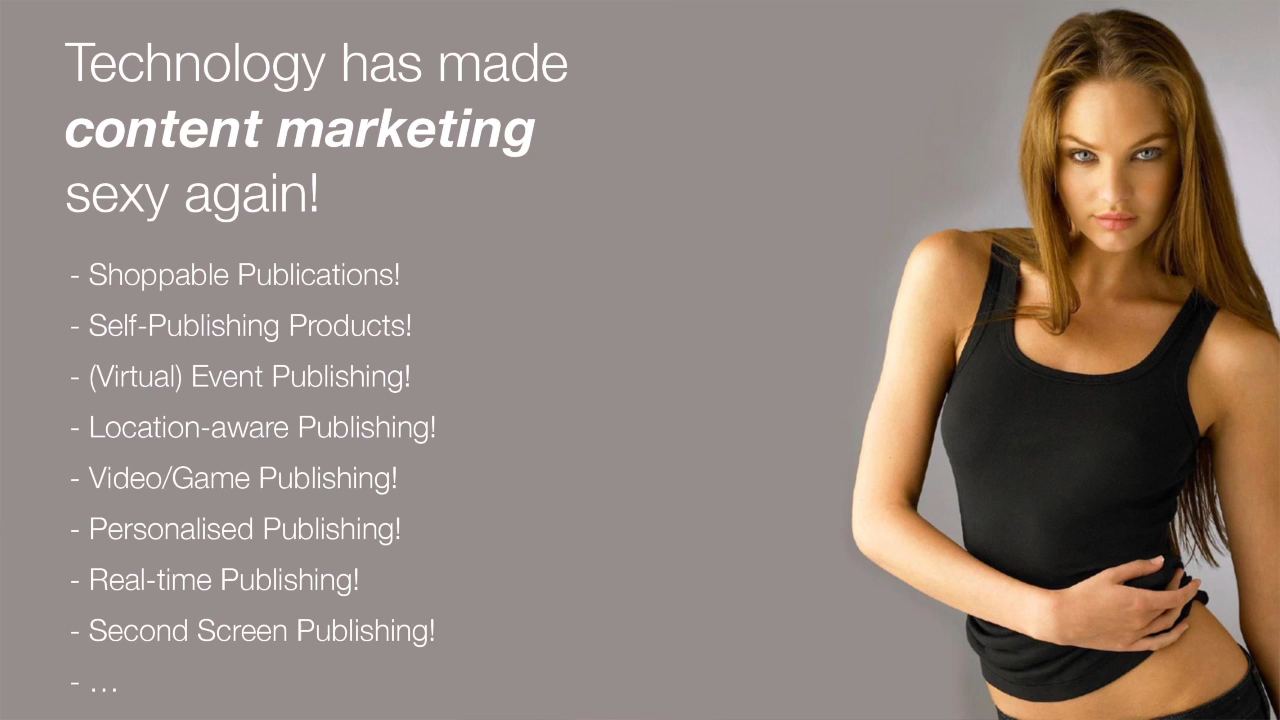 Technology has made
content marketing
sexy again!
- Shoppable Publications!
- Self-Publishing Products!
- (Virtual) Event Publishing!
- Location-aware Publishing!
- Video/Game Publishing!
- Personalised Publishing!
- Real-time Publishing!
- Second Screen Publishing!
- …